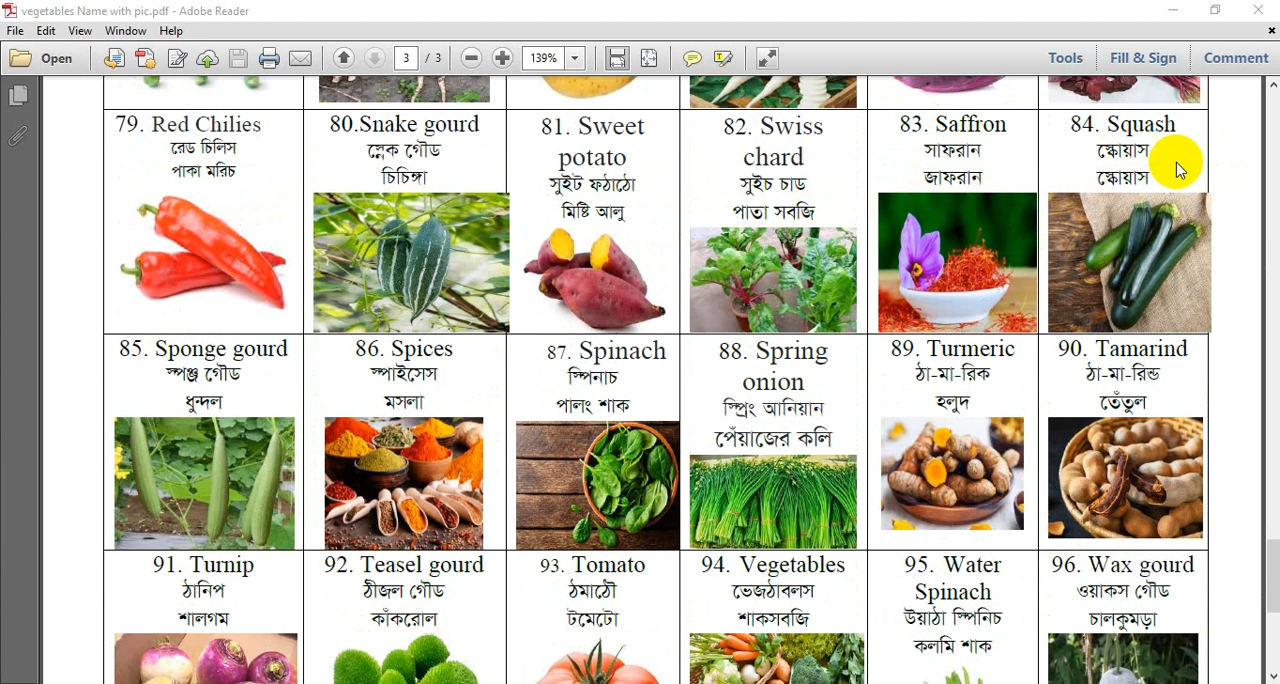 vegetables Name with pic.pdf - Adobe Reader
File Edit View Window Help
Open 3 / 3 139% Tools Fill & Sign Comment
79. Red Chilies
রেড চিলিস
পাকা মরিচ
80.Snake gourd
স্নেক গৌড
চিচিঙ্গা
81. Sweet
potato
সুইট ফঠাঠো
মিষ্টি আলু
82. Swiss
chard
সুইচ চাড
পাতা সবজি
83. Saffron
সাফরান
জাফরান
84. Squash
স্কোয়াস
স্কোয়াস
85. Sponge gourd
স্পঞ্জ গৌড
ধুন্দল
86. Spices
স্পাইসেস
মসলা
87. Spinach
স্পিনাচ
পালং শাক
88. Spring
onion
স্প্রিং আনিয়ান
পেঁয়াজের কলি
89. Turmeric
ঠা-মা-রিক
হলুদ
90. Tamarind
ঠা-মা-রিন্ড
তেঁতুল
91. Turnip
ঠানিপ
শালগম
92. Teasel gourd
ঠীজল গৌড
কাঁকরোল
93. Tomato
ঠমাঠৌ
টমেটো
94. Vegetables
ভেজঠাবলস
শাকসবজি
95. Water
Spinach
উয়াঠা স্পিনিচ
কলমি শাক
96. Wax gourd
ওয়াকস গৌড
চালকুমড়া